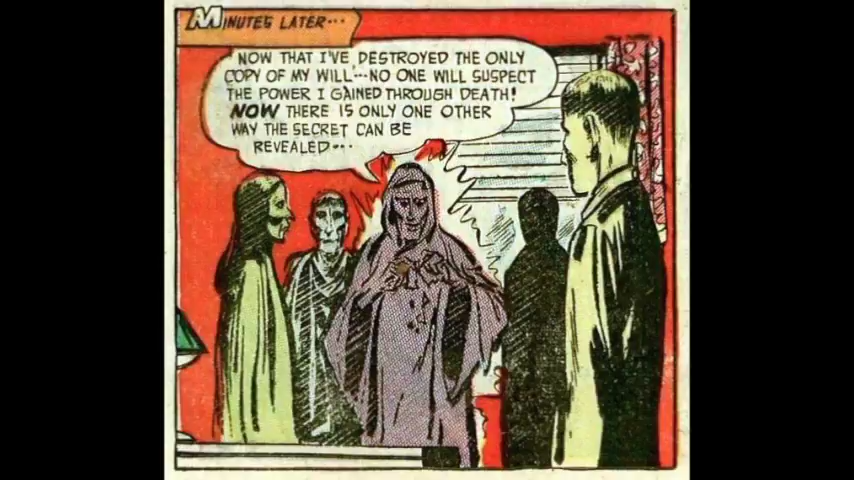 MINUTES LATER...
NOW THAT I'VE DESTROYED THE ONLY
COPY OF MY WILL...NO ONE WILL SUSPECT
THE POWER I GAINED THROUGH DEATH!
NOW THERE IS ONLY ONE OTHER
WAY THE SECRET CAN BE
REVEALED...